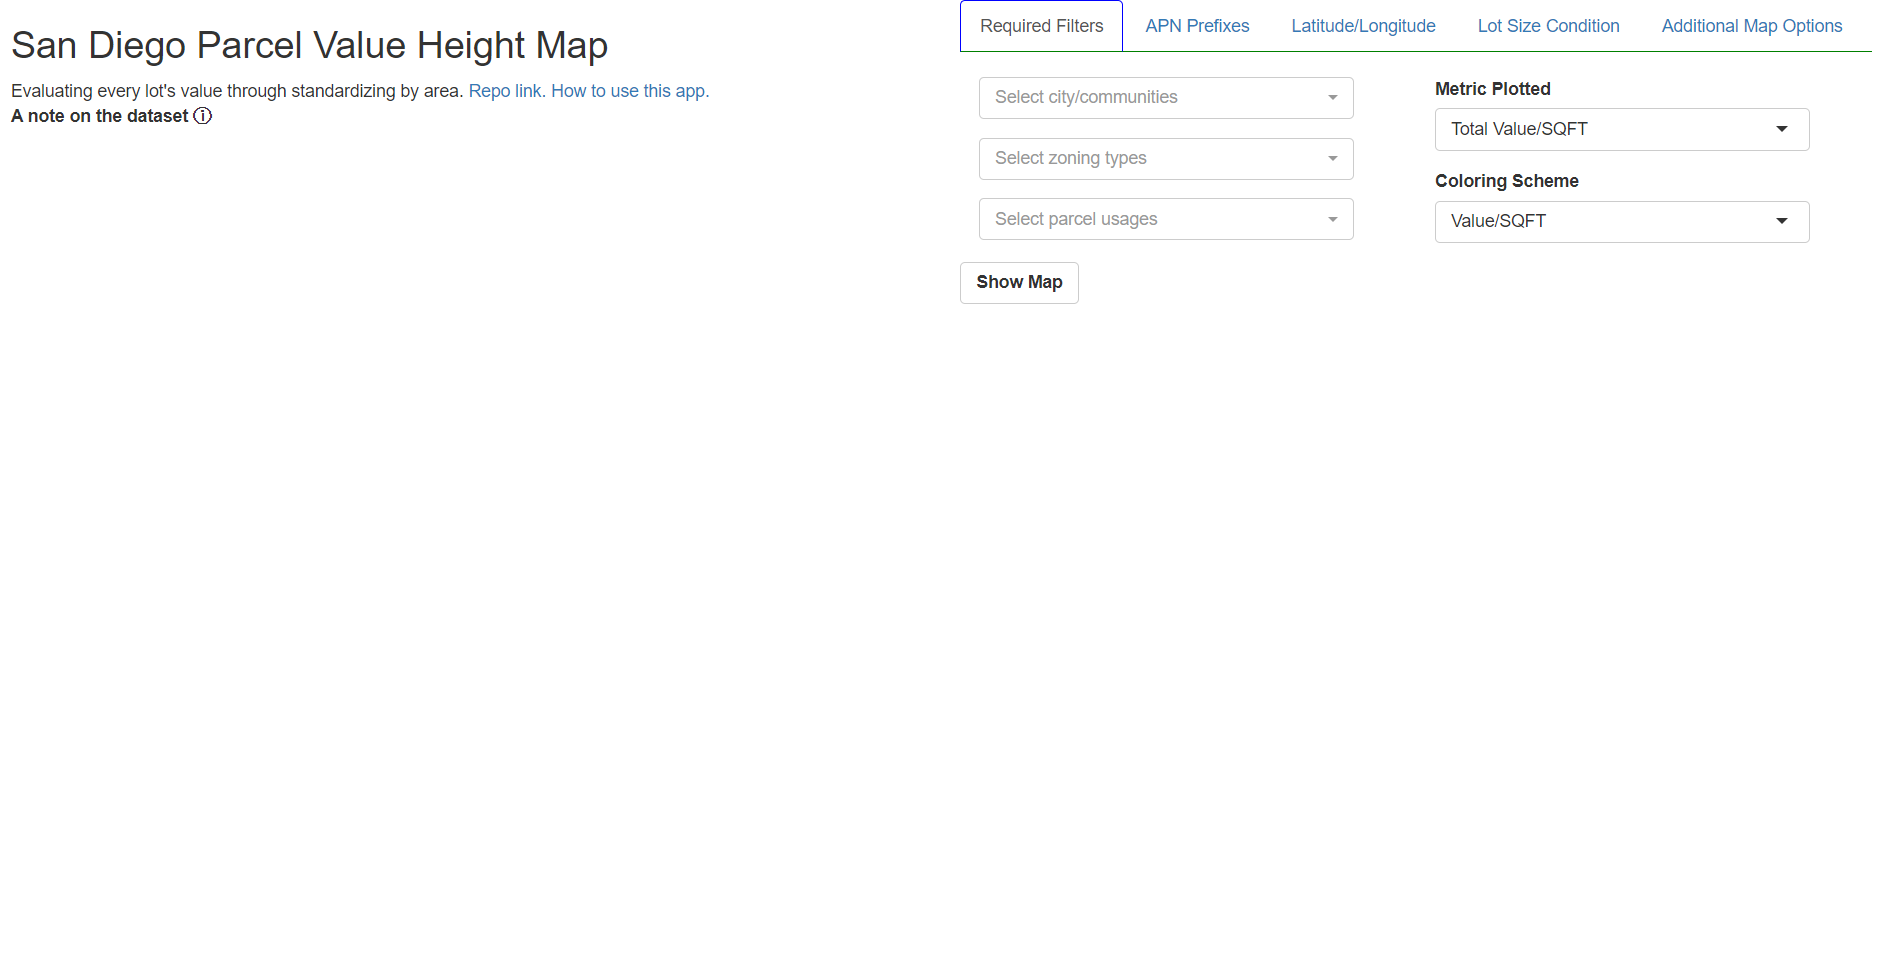 San Diego Parcel Value Height Map
Evaluating every lot's value through standardizing by area. Repo link. How to use this app.
A note on the dataset
Required Filters
APN Prefixes
Latitude/Longitude
Lot Size Condition
Additional Map Options
Select city/communities
Select zoning types
Select parcel usages
Metric Plotted
Total Value/SQFT
Coloring Scheme
Value/SQFT
Show Map